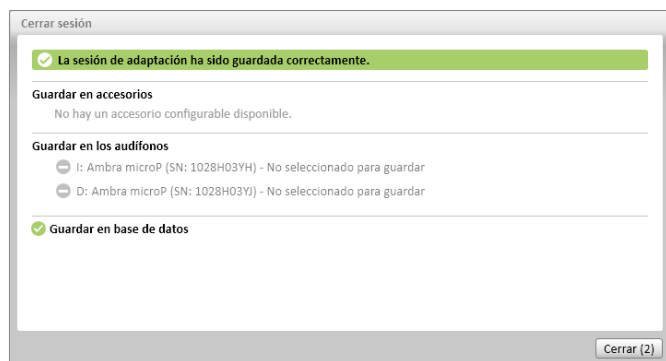 Cerrar sesión
La sesión de adaptación ha sido guardada correctamente.
Guardar en accesorios
No hay un accesorio configurable disponible.
Guardar en los audífonos
I: Ambra microP (SN: 1028H03YH) - No seleccionado para guardar
D: Ambra microP (SN: 1028H03YJ) - No seleccionado para guardar
Guardar en base de datos
Cerrar (2)